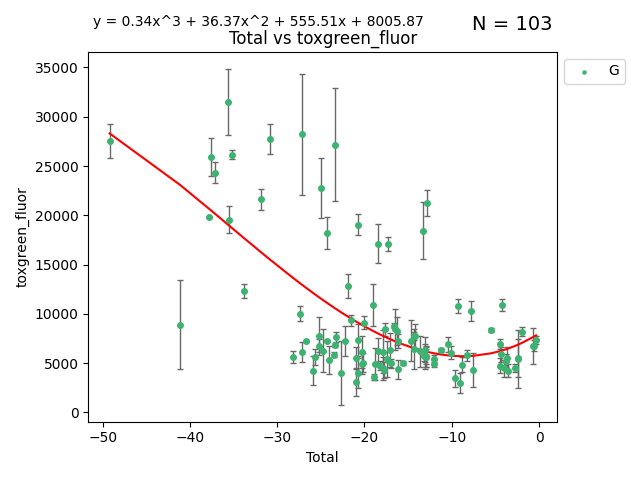 y = 0.34x^3 + 36.37x^2 + 555.51x + 8005.87
N = 103
Total vs toxgreen_fluor
G
toxgreen_fluor
35000
30000
25000
20000
15000
10000
5000
0
−50
−40
−30
−20
−10
0
Total